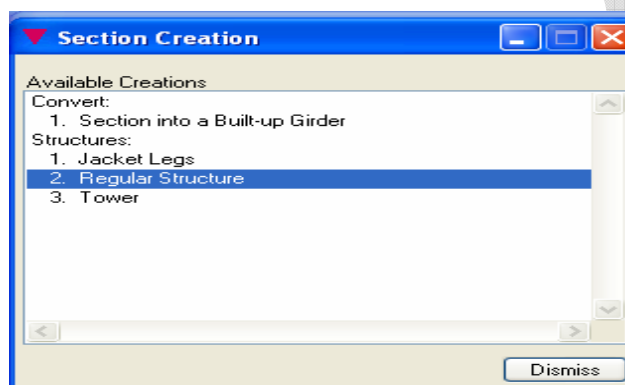 Section Creation
Available Creations
Convert:
1. Section into a Built-up Girder
Structures:
1. Jacket Legs
2. Regular Structure
3. Tower
Dismiss